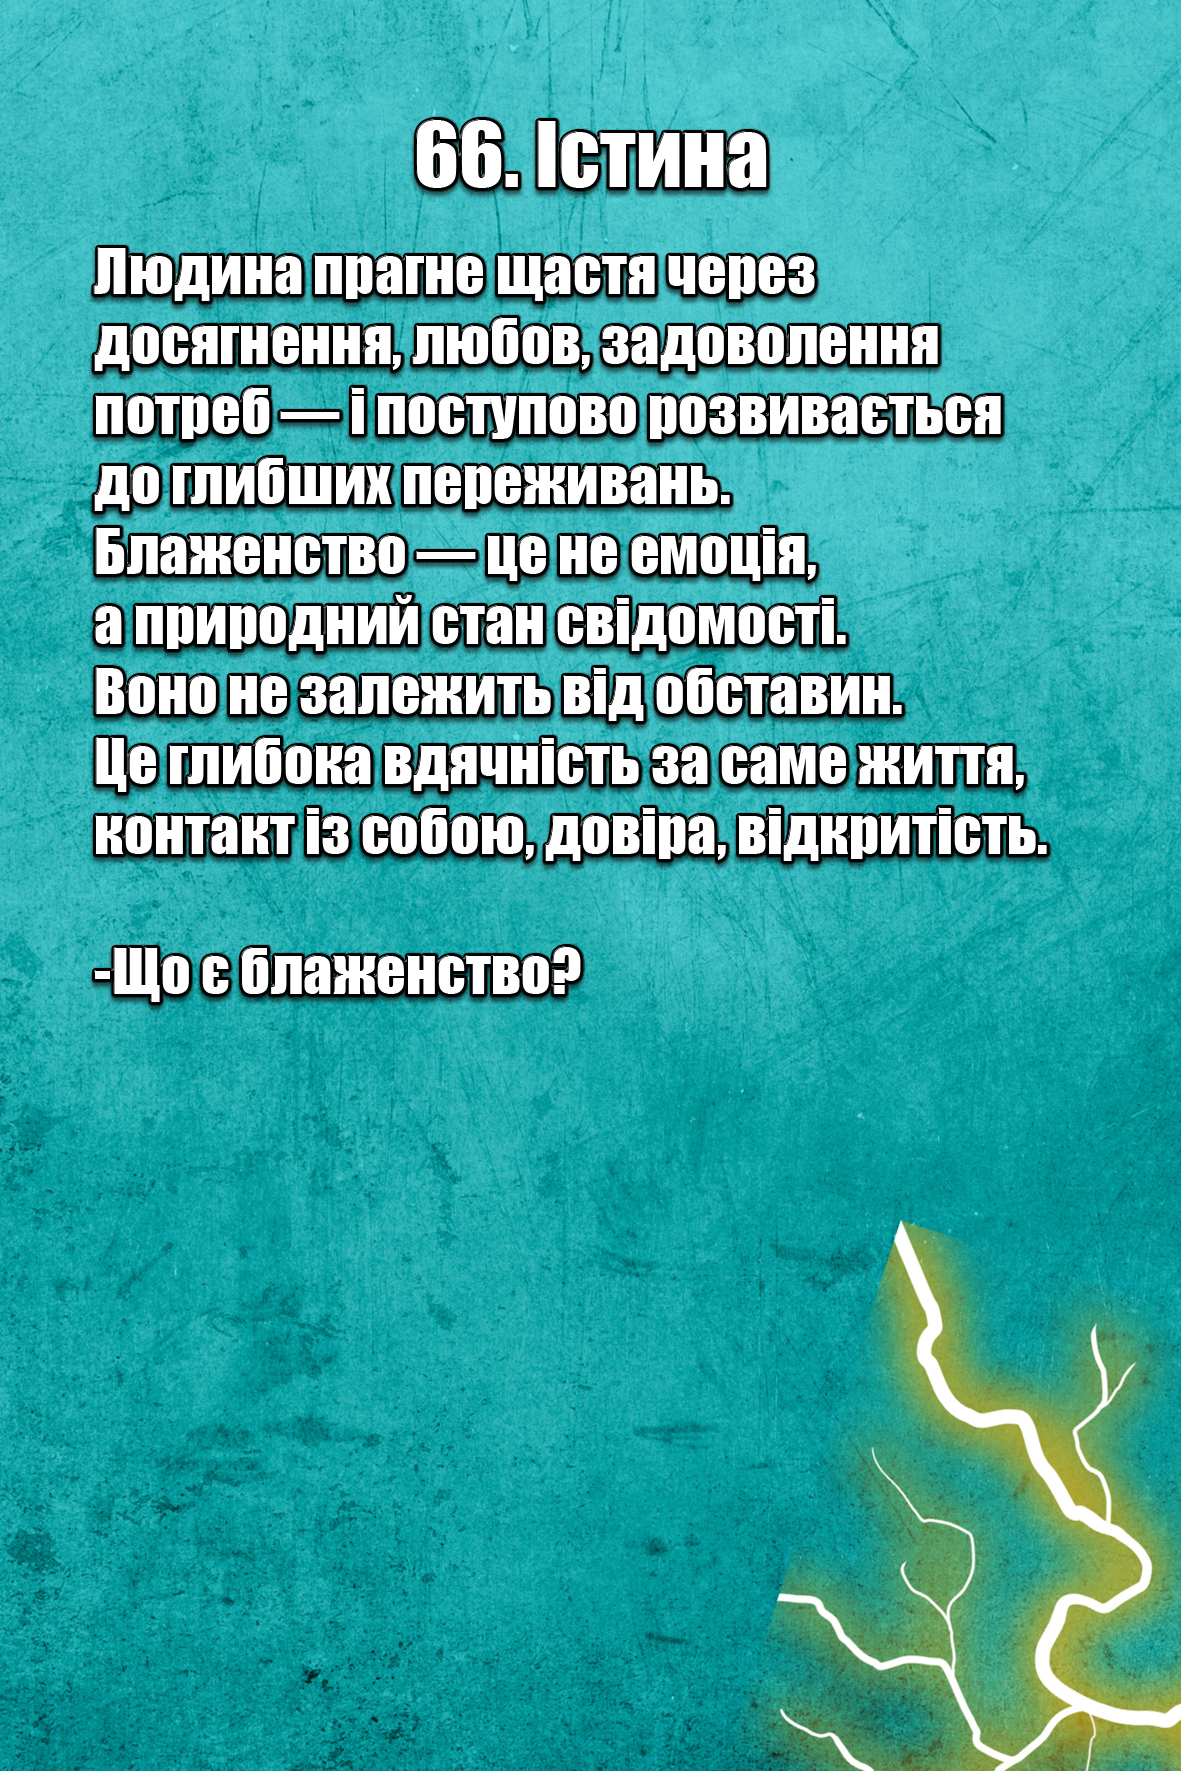 66. Істина
Людина прагне щастя через
досягнення, любов, задоволення
потреб — і поступово розвивається
до глибших переживань.
Блаженство — це не емоція,
а природний стан свідомості.
Воно не залежить від обставин.
Це глибока вдячність за саме життя,
контакт із собою, довіра, відкритість.
-Що є блаженство?